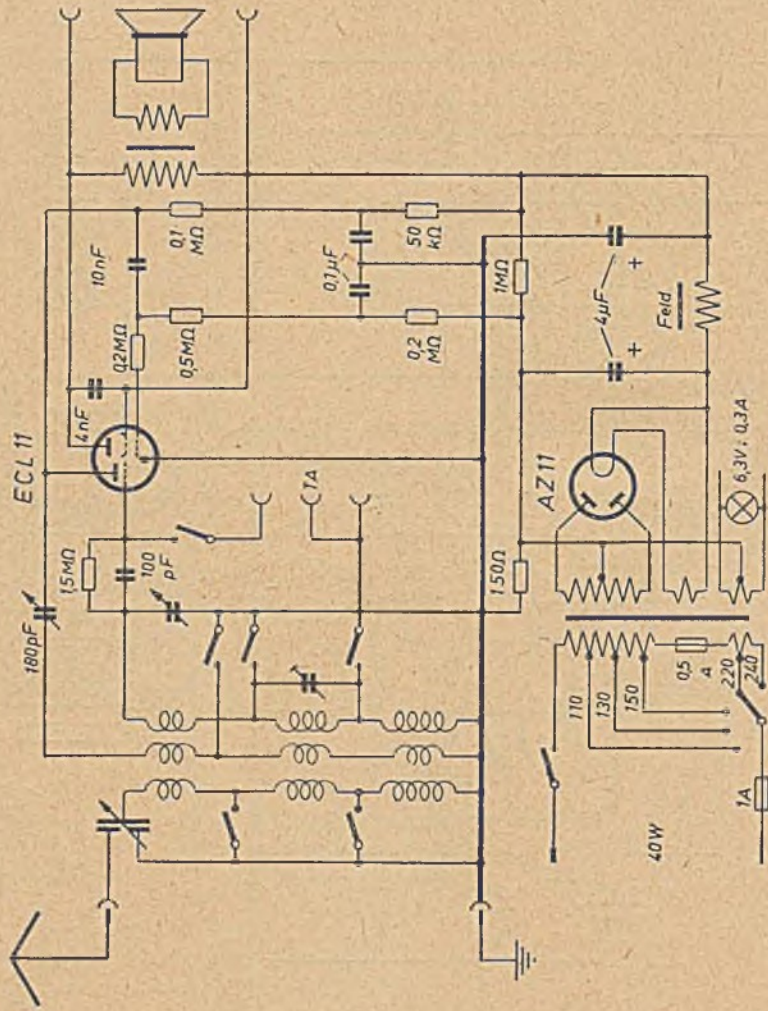 ECL 11
180pF
1,5MΩ
100
pF
4nF
0,2MΩ
10nF
0,5MΩ
0,1
MΩ
0,1µF
0,2
MΩ
50
kΩ
TA
150Ω
1MΩ
4µF
+
+
AZ 11
Feld
6,3V; 0,3A
110
130
150
0,5
A
220
240
40W
1A